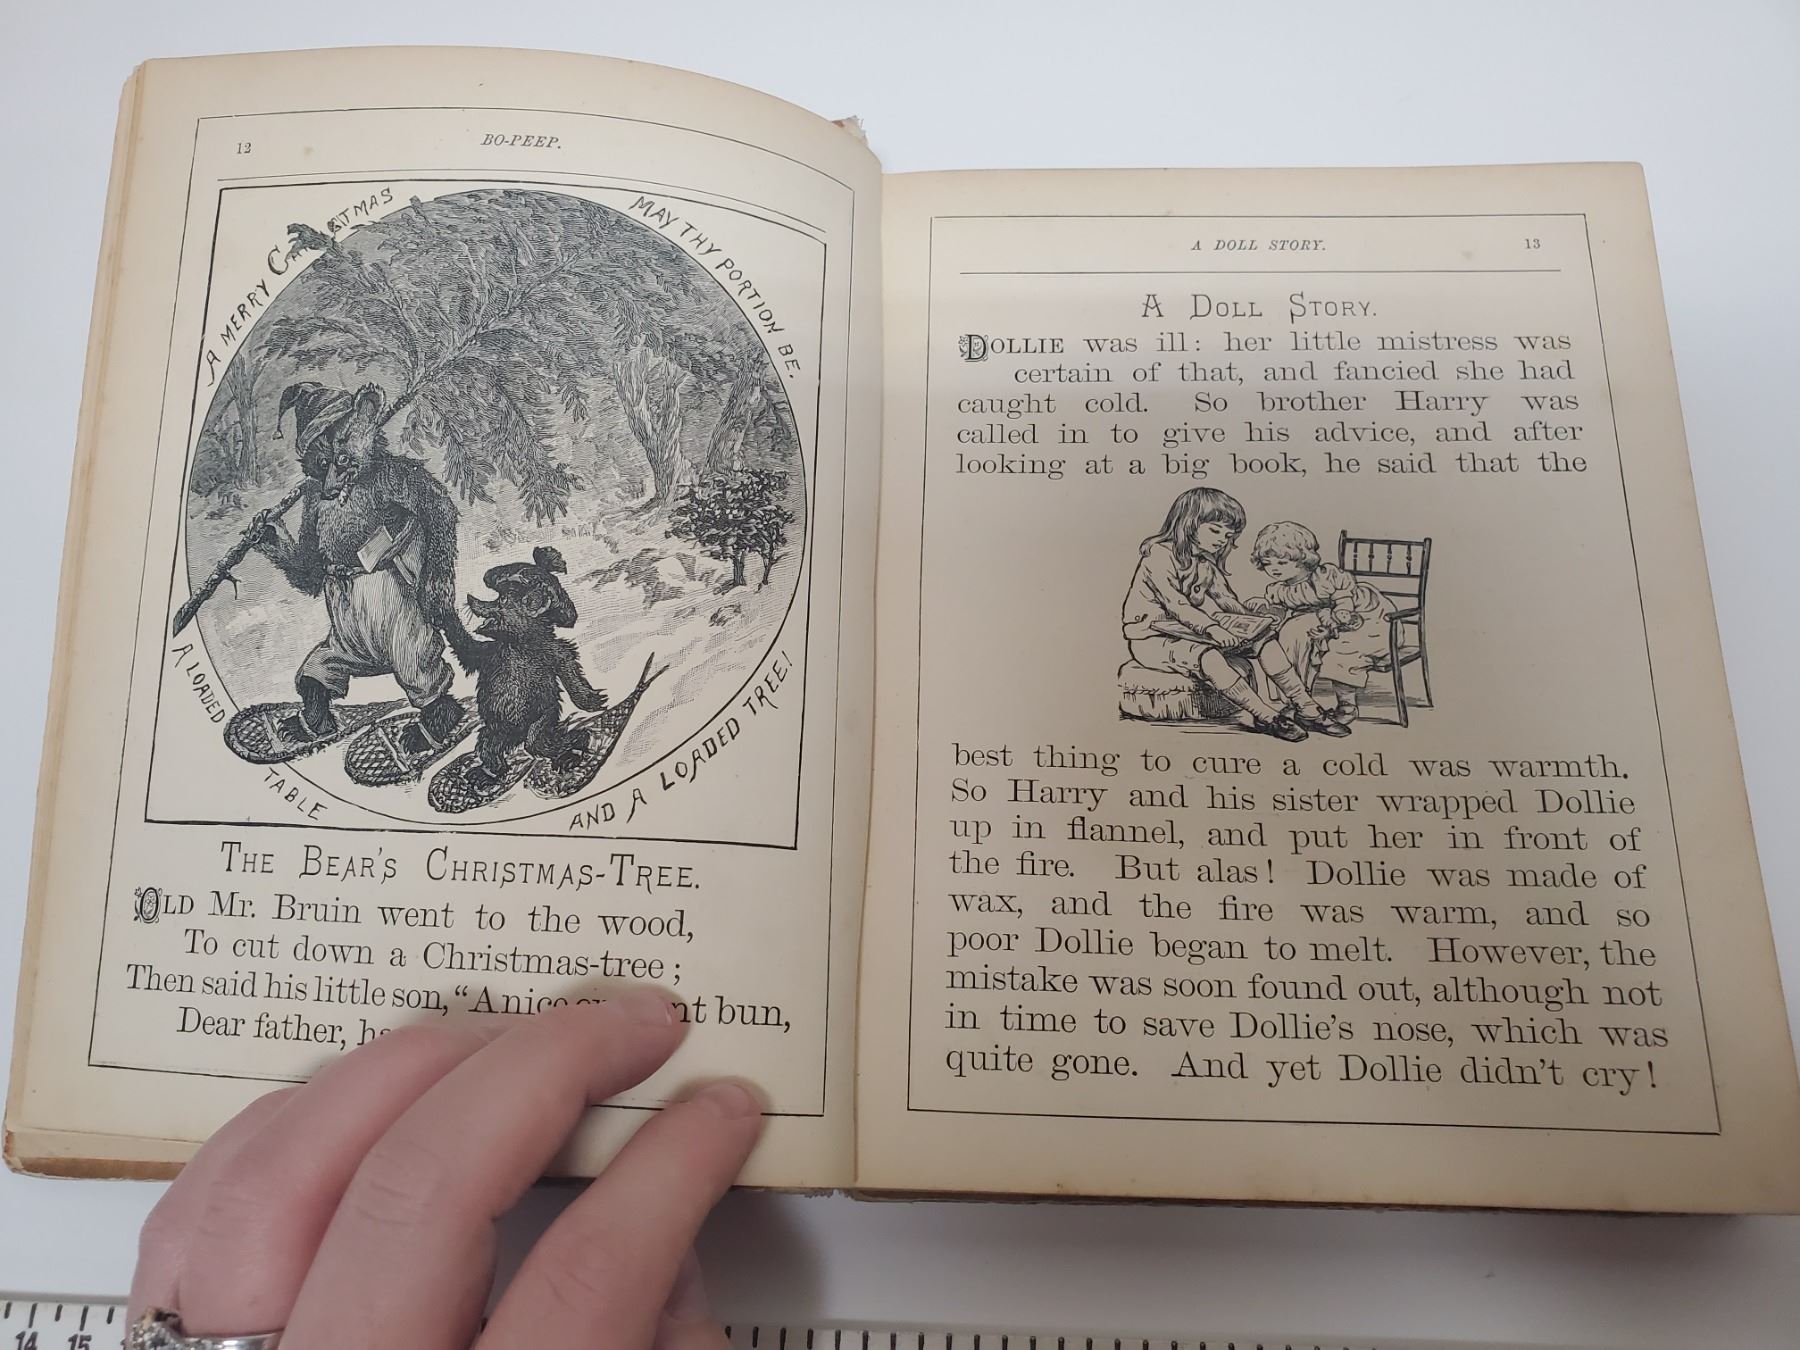 12
BO-PEEP.
A MERRY CHRISTMAS
MAY THY PORTION BE.
A LOADED
TABLE
AND A LOADED TREE!
THE BEAR'S CHRISTMAS-TREE.
OLD Mr. Bruin went to the wood,
To cut down a Christmas-tree;
Then said his little son, "A nice bun,
Dear father,
A DOLL STORY.
13
A DOLL STORY.
DOLLIE was ill: her little mistress was
certain of that, and fancied she had
caught cold. So brother Harry was
called in to give his advice, and after
looking at a big book, he said that the
best thing to cure a cold was warmth.
So Harry and his sister wrapped Dollie
up in flannel, and put her in front of
the fire. But alas! Dollie was made of
wax, and the fire was warm, and so
poor Dollie began to melt. However, the
mistake was soon found out, although not
in time to save Dollie's nose, which was
quite gone. And yet Dollie didn't cry!
14 15